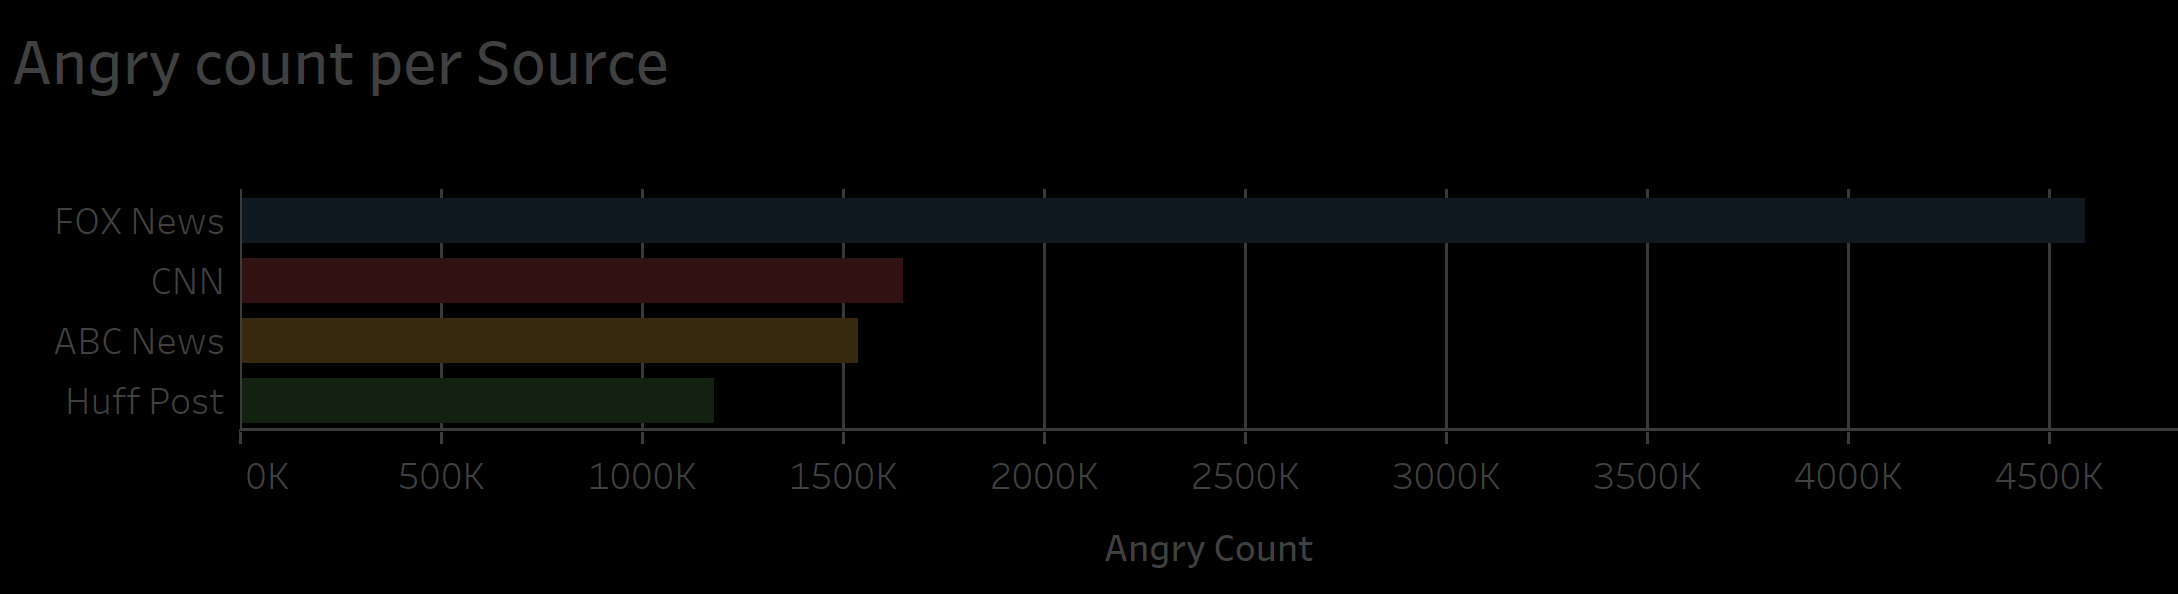 Angry count per Source
FOX News
CNN
ABC News
Huff Post
0K 500K 1000K 1500K 2000K 2500K 3000K 3500K 4000K 4500K
Angry Count